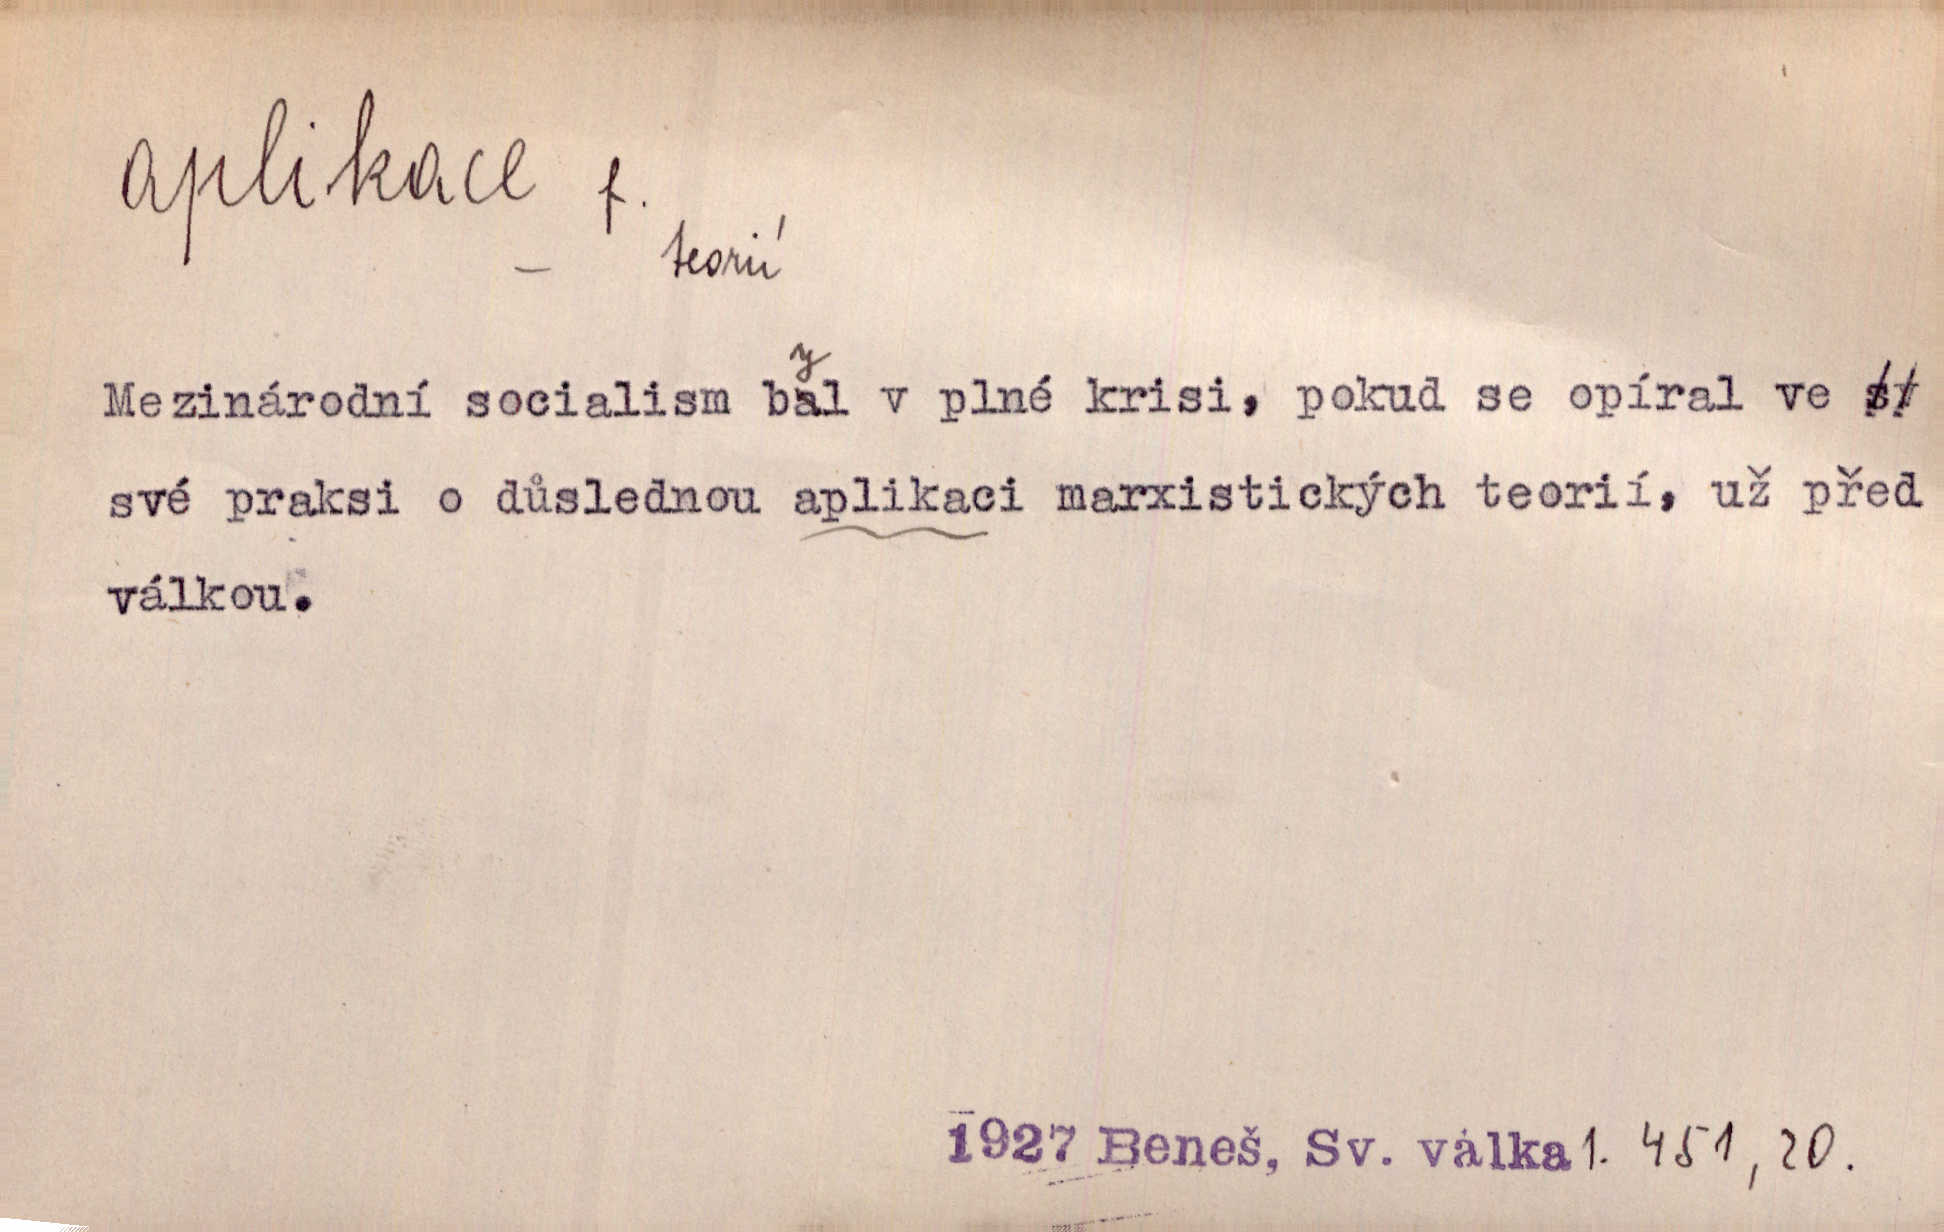 aplikace f.
— teorií
Mezinárodní socialism byl v plné krisi, pokud se opíral ve
své praksi o důslednou aplikaci marxistických teorií, už před
válkou.
1927 Beneš, Sv. válka 1. 451, 20.